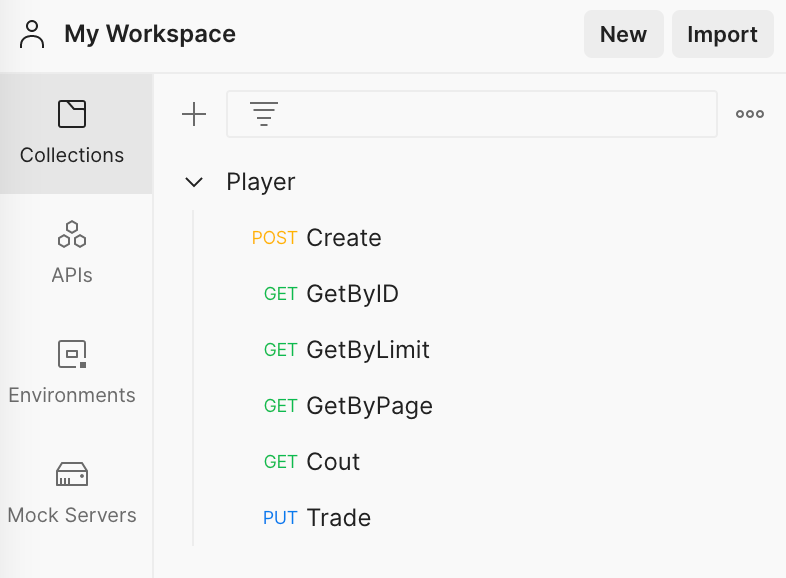 My Workspace
New
Import
Collections
APIs
Environments
Mock Servers
Player
POST Create
GET GetByID
GET GetByLimit
GET GetByPage
GET Cout
PUT Trade